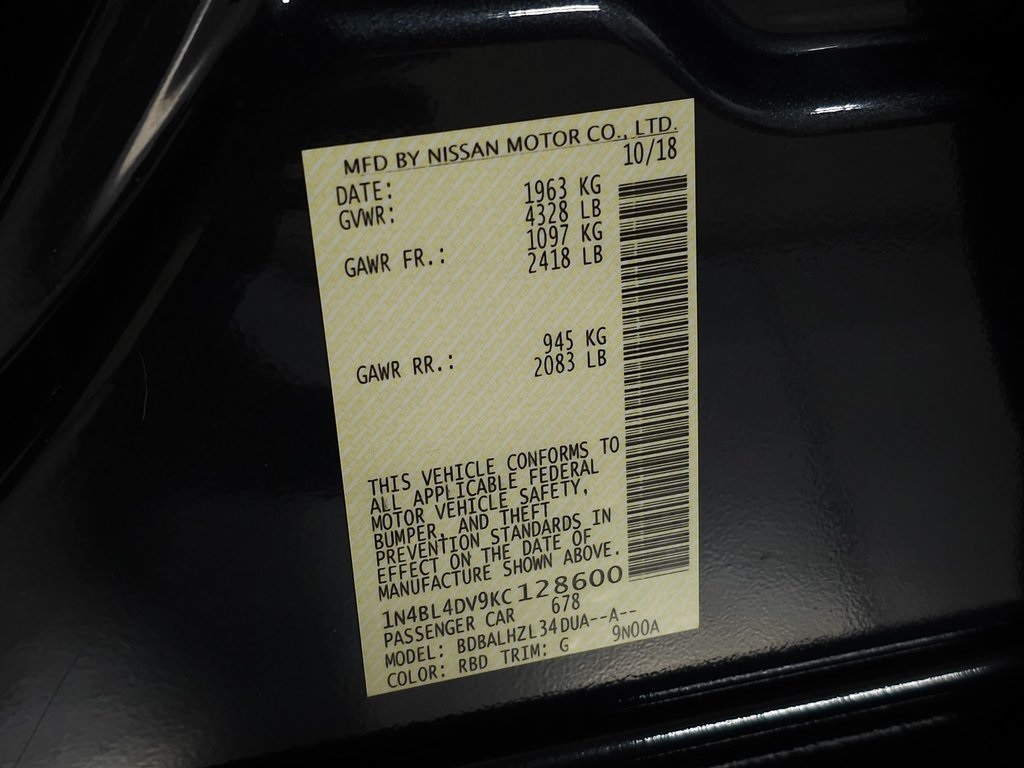 MFD BY NISSAN MOTOR CO., LTD.
DATE: 10/18
GVWR: 1963 KG
4328 LB
GAWR FR.: 1097 KG
2418 LB
GAWR RR.: 945 KG
2083 LB
THIS VEHICLE CONFORMS TO
ALL APPLICABLE FEDERAL
MOTOR VEHICLE SAFETY,
BUMPER, AND THEFT
PREVENTION STANDARDS IN
EFFECT ON THE DATE OF
MANUFACTURE SHOWN ABOVE.
1N4BL4DV9KC128600
PASSENGER CAR 678
MODEL: BDBALHZL34DUA--A--
COLOR: RBD TRIM: G 9N00A